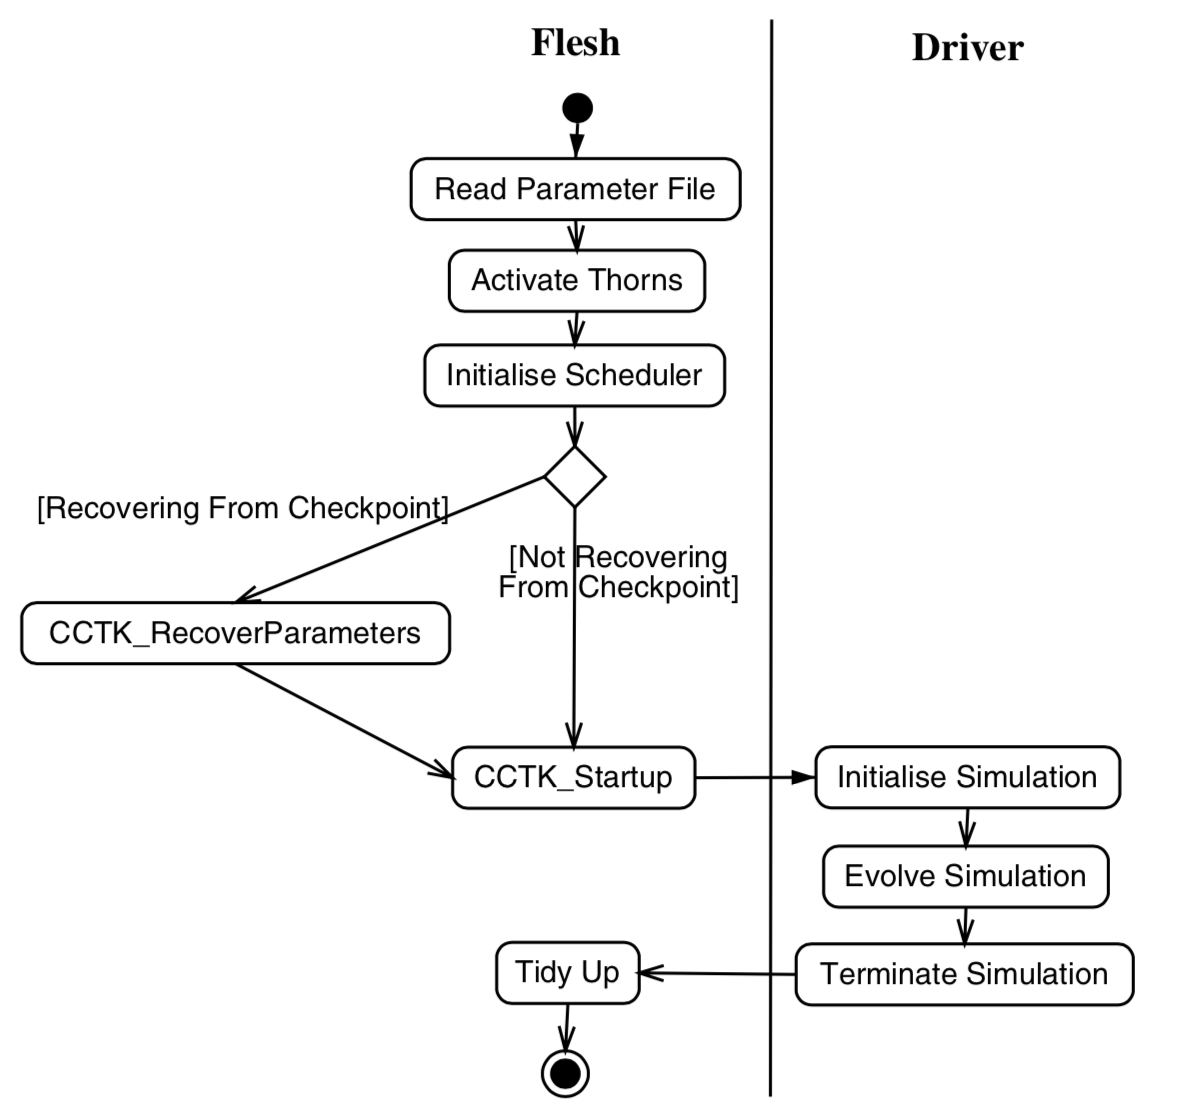 Flesh
Driver
Read Parameter File
Activate Thorns
Initialise Scheduler
[Recovering From Checkpoint]
[Not Recovering
From Checkpoint]
CCTK_RecoverParameters
CCTK_Startup
Initialise Simulation
Evolve Simulation
Terminate Simulation
Tidy Up